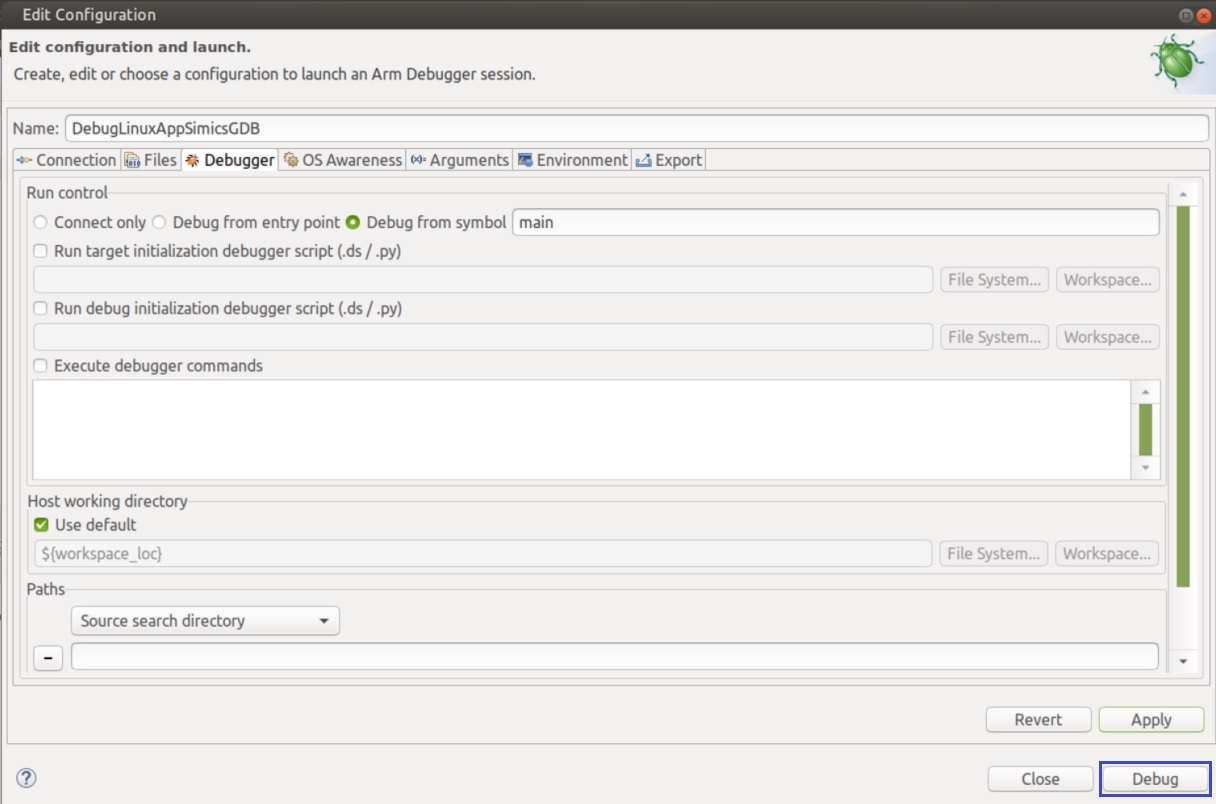 Edit Configuration
Edit configuration and launch.
Create, edit or choose a configuration to launch an Arm Debugger session.
Name: DebugLinuxAppSimicsGDB
Connection Files Debugger OS Awareness Arguments Environment Export
Run control
Connect only Debug from entry point Debug from symbol main
Run target initialization debugger script (.ds / .py)
File System... Workspace...
Run debug initialization debugger script (.ds / .py)
File System... Workspace...
Execute debugger commands
Host working directory
Use default
${workspace_loc} File System... Workspace...
Paths
Source search directory
Revert Apply
Close Debug